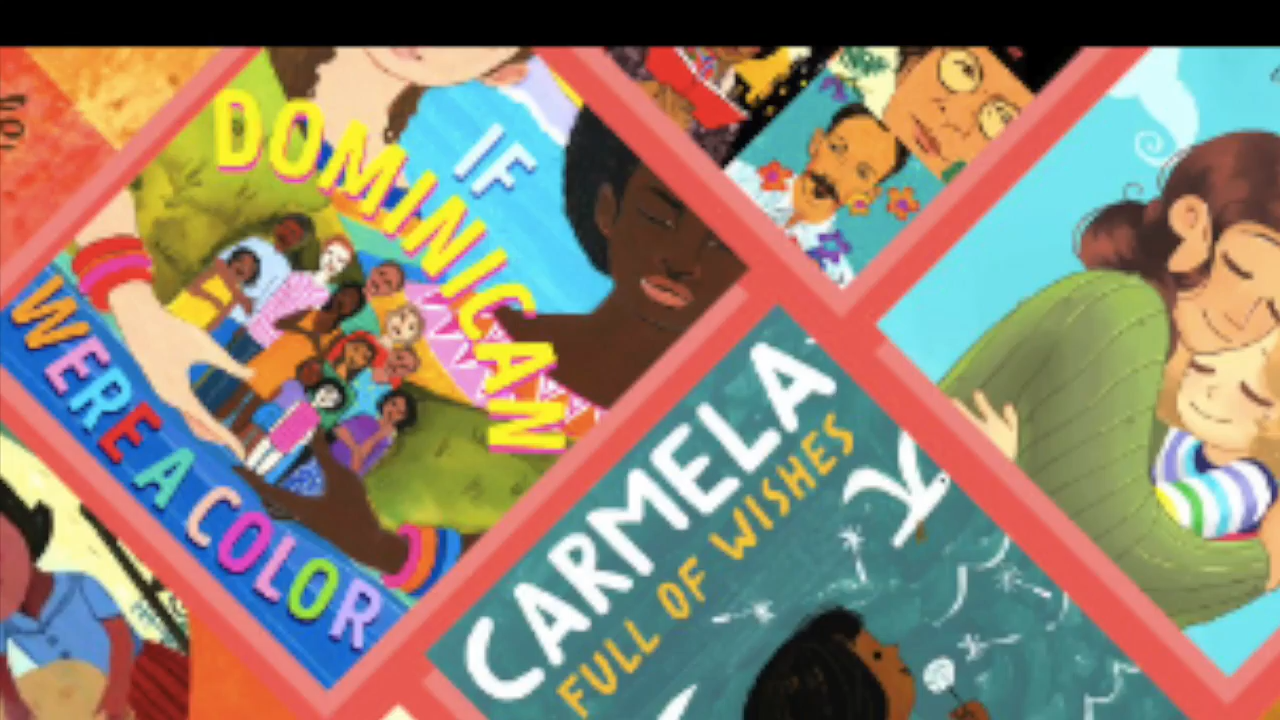 IF
DOMINICAN
WERE A COLOR
CARMELA
FULL OF WISHES